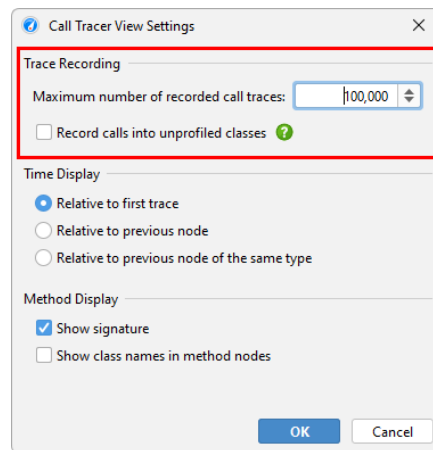 Call Tracer View Settings
Trace Recording
Maximum number of recorded call traces: 100,000
Record calls into unprofiled classes ?
Time Display
Relative to first trace
Relative to previous node
Relative to previous node of the same type
Method Display
Show signature
Show class names in method nodes
OK Cancel